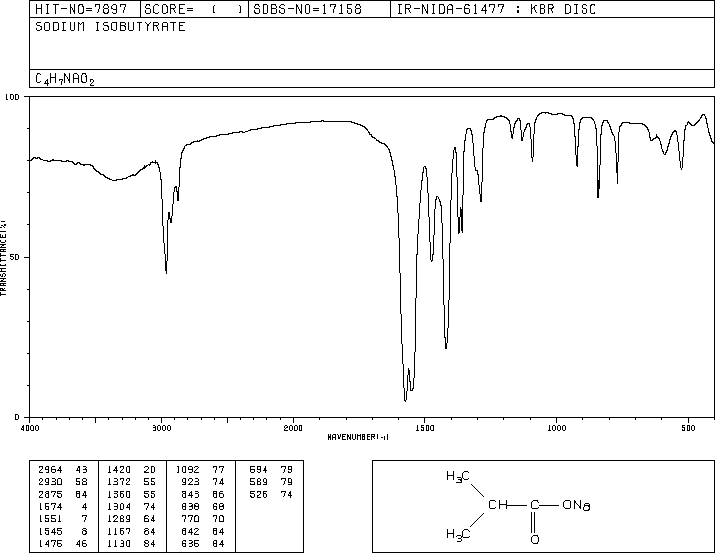 HIT-NO=7897 SCORE= ( ) SDBS-NO=17158 IR-NIDA-61477 : KBR DISC
SODIUM ISOBUTYRATE
C4H7NAO2
100
50
0
TRANSMITTANCE(%)
4000 3000 2000 1500 1000 500
WAVENUMBER(-1)
2964 43 1420 20 1092 77 594 79
2930 58 1372 55 923 74 589 79
2875 64 1360 55 843 86 526 74
1574 4 1304 74 838 68
1551 7 1289 64 770 70
1545 8 1167 84 642 84
1475 46 1130 84 635 84
H3C
CH C ONa
H3C O